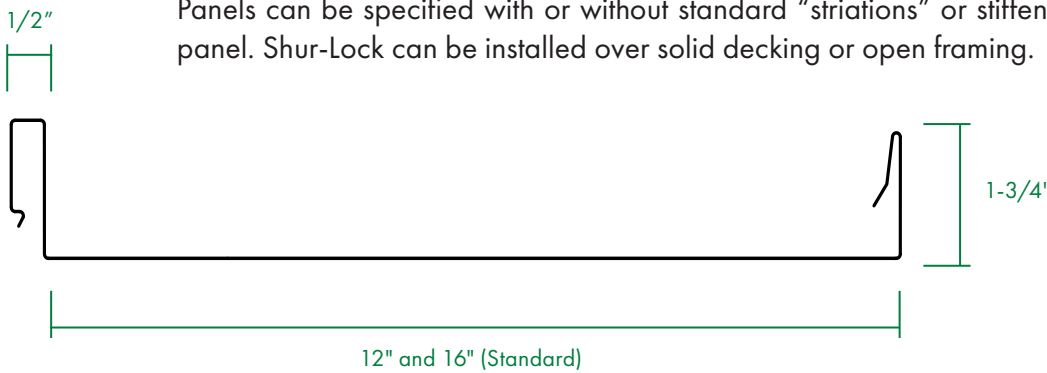 Panels can be specified with or without standard “striations” or stiffen
panel. Shur-Lock can be installed over solid decking or open framing.
1/2”
1-3/4'
12" and 16" (Standard)